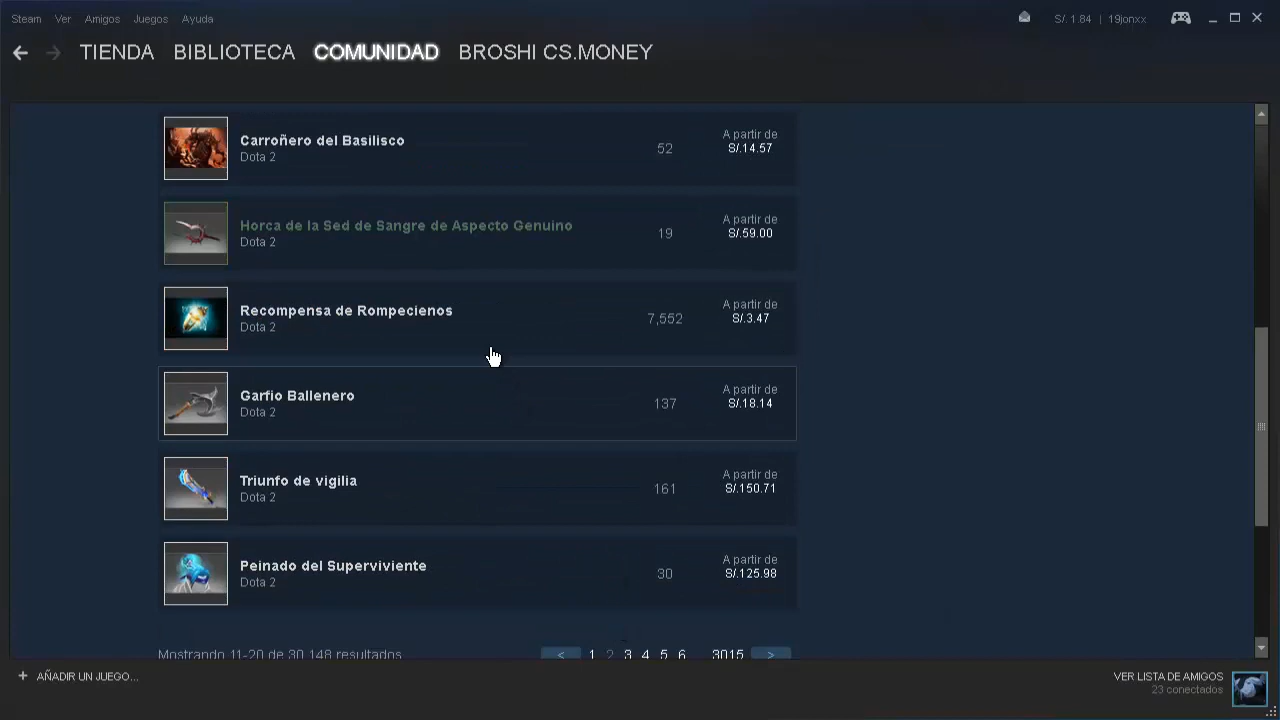 Steam Ver Amigos Juegos Ayuda S/. 1.84 | 19jonxx
TIENDA BIBLIOTECA COMUNIDAD BROSHI CS.MONEY
Carroñero del Basilisco
Dota 2
52
A partir de
S/.14.57
Horca de la Sed de Sangre de Aspecto Genuino
Dota 2
19
A partir de
S/.59.00
Recompensa de Rompecienos
Dota 2
7,552
A partir de
S/.3.47
Garfio Ballenero
Dota 2
137
A partir de
S/.18.14
Triunfo de vigilia
Dota 2
161
A partir de
S/.150.71
Peinado del Superviviente
Dota 2
30
A partir de
S/.125.98
Mostrando 11-20 de 30,148 resultados
< 1 2 3 4 5 6 ... 3015 >
+ AÑADIR UN JUEGO...
VER LISTA DE AMIGOS
23 conectados